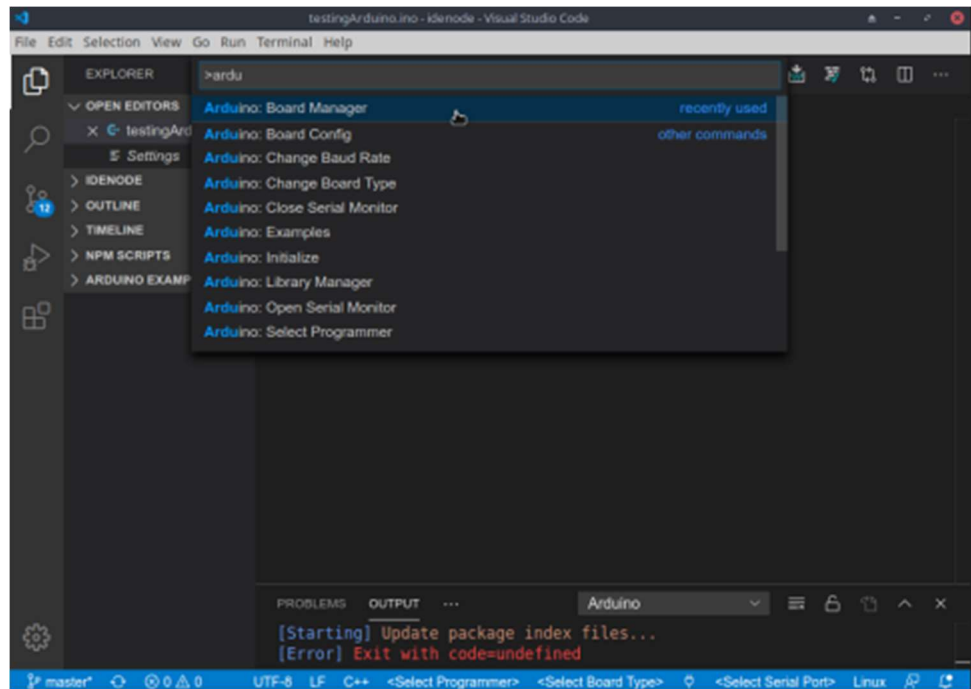 testingArduino.ino - idenode - Visual Studio Code
File Edit Selection View Go Run Terminal Help
EXPLORER
>ardu
OPEN EDITORS
testingArd
Settings
IDENODE
OUTLINE
TIMELINE
NPM SCRIPTS
ARDUINO EXAMP
12
Arduino: Board Manager recently used
Arduino: Board Config other commands
Arduino: Change Baud Rate
Arduino: Change Board Type
Arduino: Close Serial Monitor
Arduino: Examples
Arduino: Initialize
Arduino: Library Manager
Arduino: Open Serial Monitor
Arduino: Select Programmer
PROBLEMS OUTPUT ... Arduino
[Starting] Update package index files...
[Error] Exit with code=undefined
master* 0 0 UTF-8 LF C++ <Select Programmer> <Select Board Type> <Select Serial Port> Linux